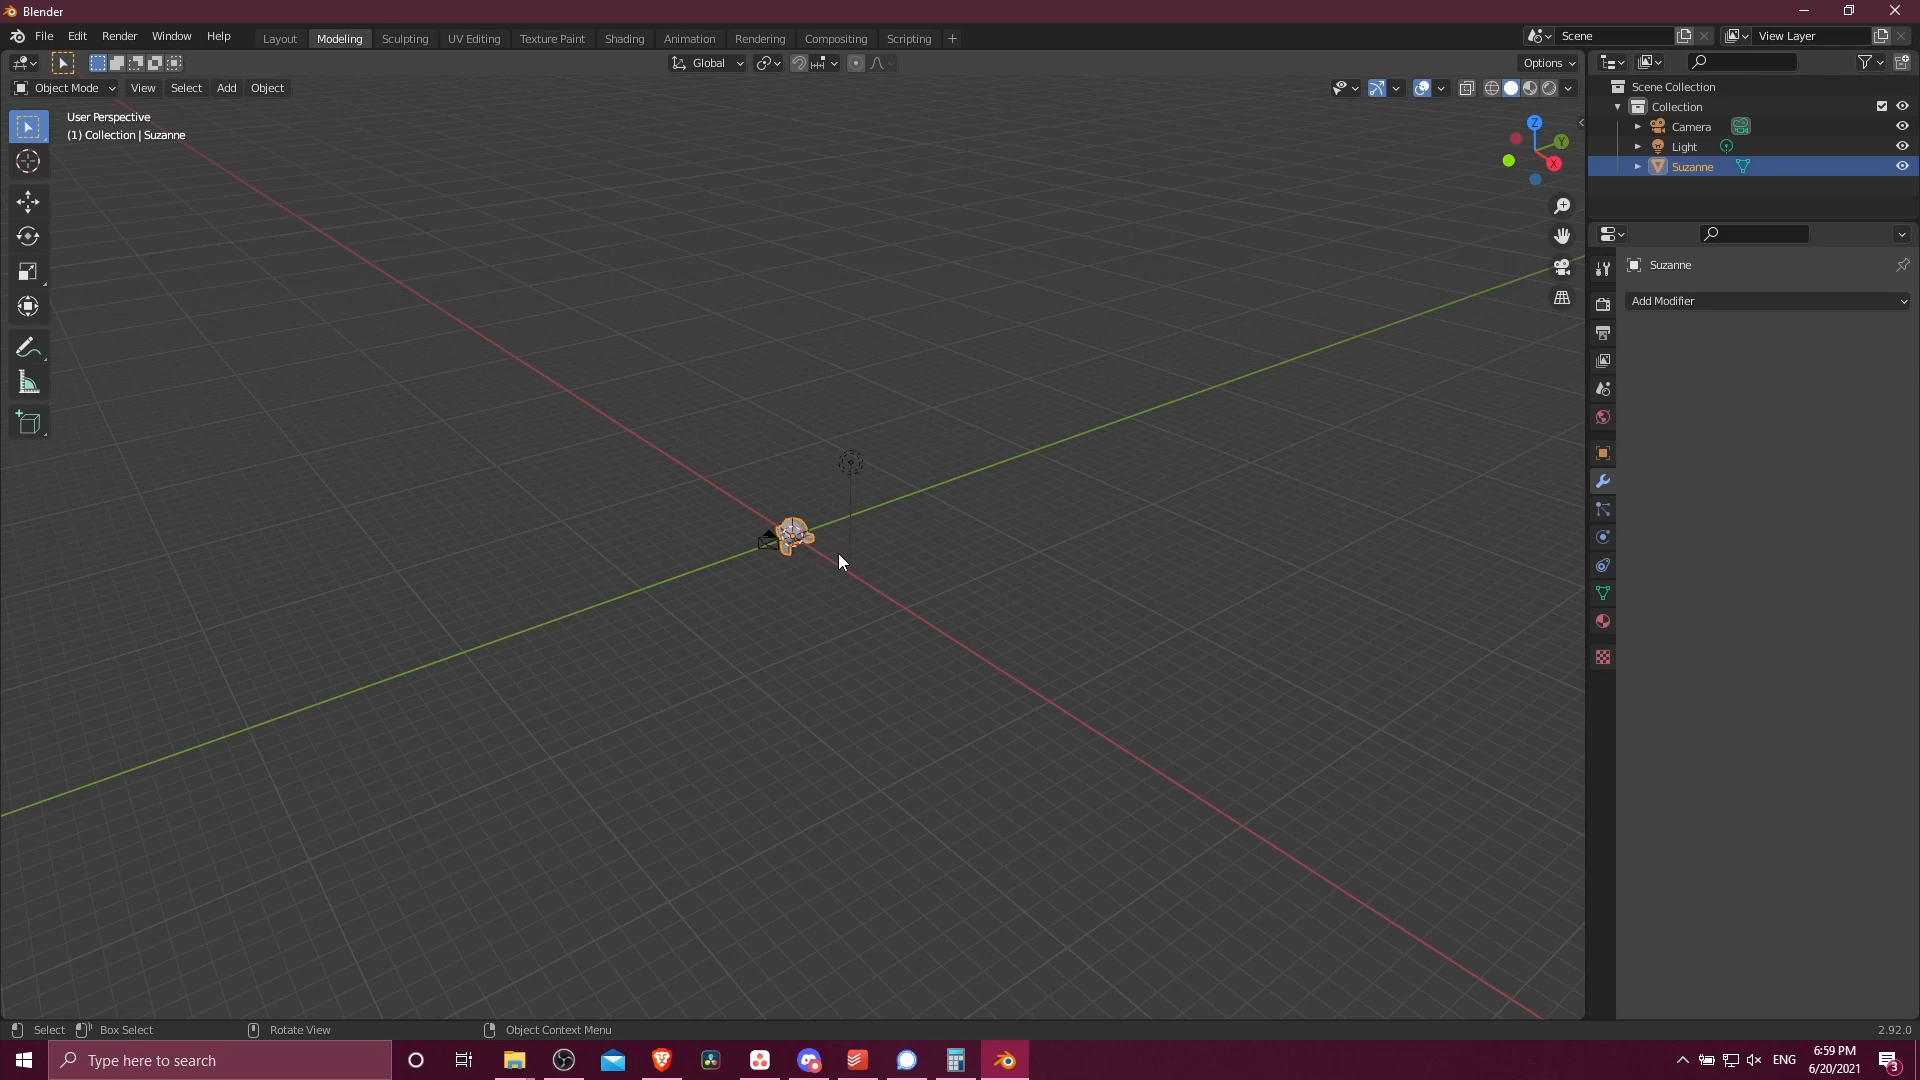 Blender
File Edit Render Window Help Layout Modeling Sculpting UV Editing Texture Paint Shading Animation Rendering Compositing Scripting + Scene View Layer
Global Options
Object Mode View Select Add Object
User Perspective
(1) Collection | Suzanne
Z
Y
X
Scene Collection
Collection
Camera
Light
Suzanne
Suzanne
Add Modifier
Select Box Select Rotate View Object Context Menu 2.92.0
Type here to search
ENG
6:59 PM
6/20/2021
3